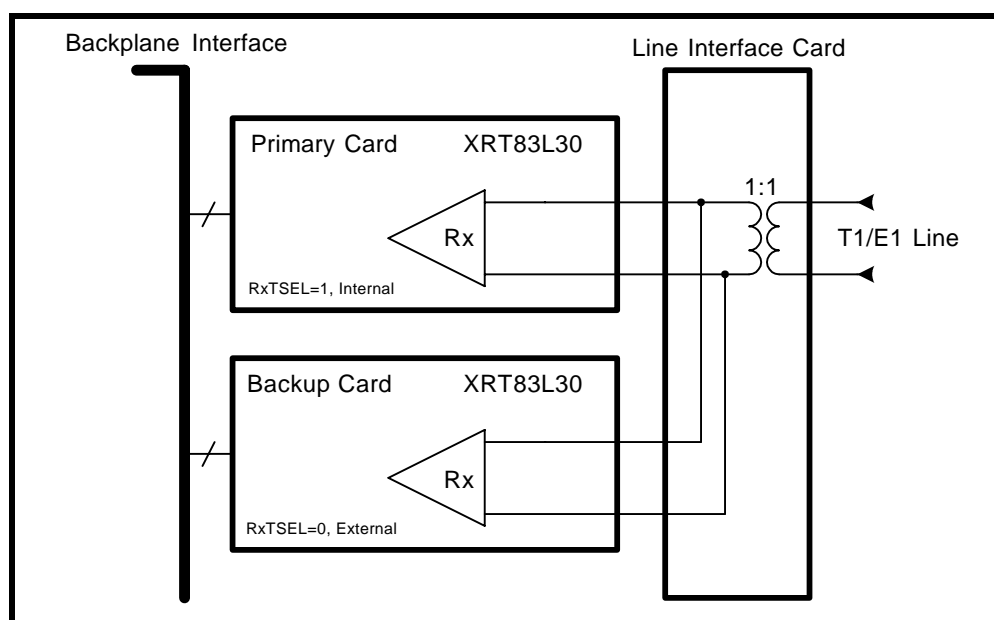 Backplane Interface
Line Interface Card
Primary Card XRT83L30
1:1
Rx
T1/E1 Line
RxTSEL=1, Internal
Backup Card XRT83L30
Rx
RxTSEL=0, External